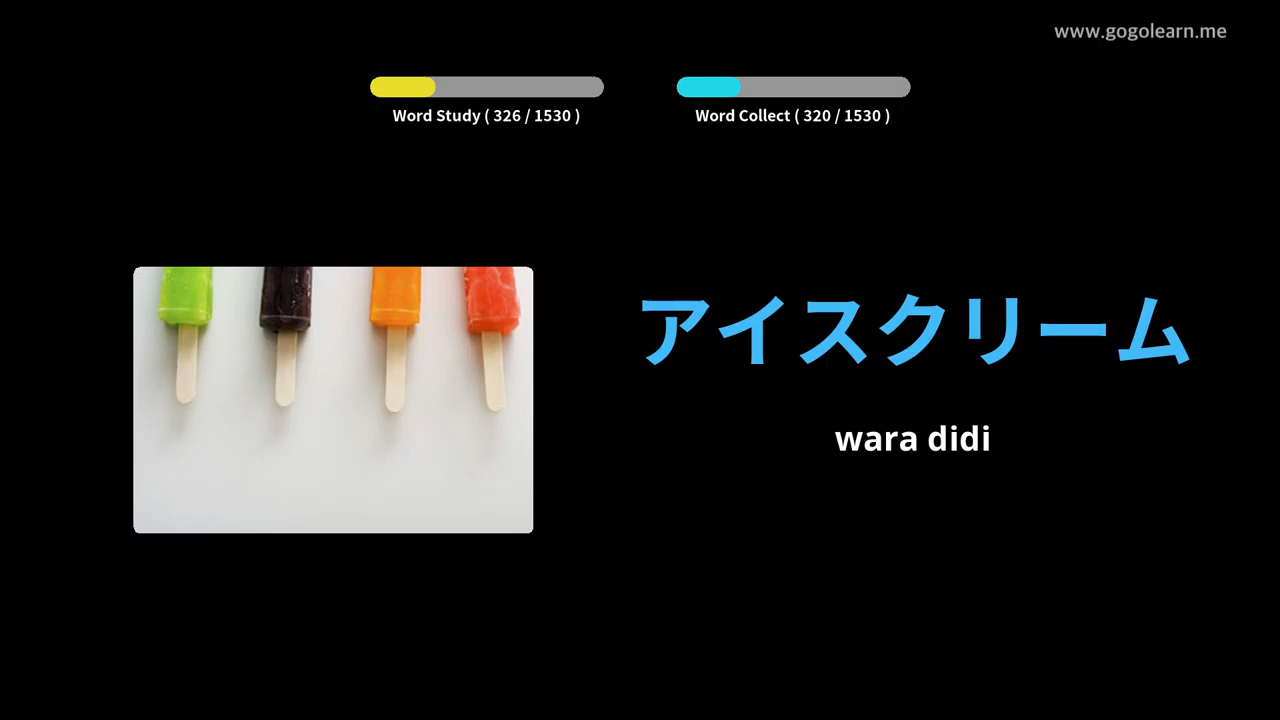 www.gogolearn.me
Word Study ( 326 / 1530 )
Word Collect ( 320 / 1530 )
アイスクリーム
wara didi